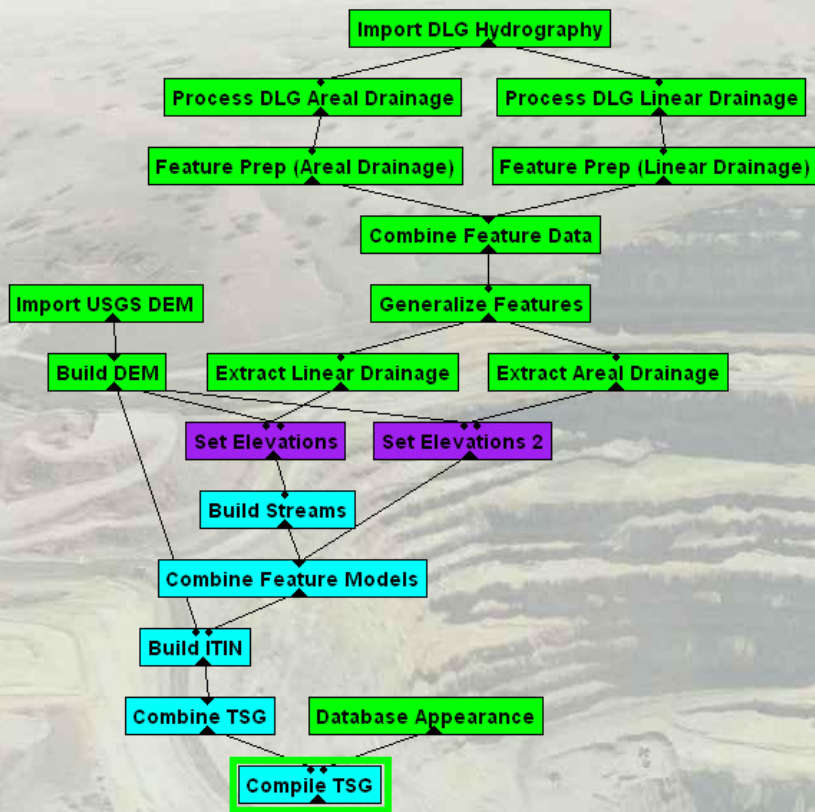 Import DLG Hydrography
Process DLG Areal Drainage
Process DLG Linear Drainage
Feature Prep (Areal Drainage)
Feature Prep (Linear Drainage)
Combine Feature Data
Import USGS DEM
Generalize Features
Build DEM
Extract Linear Drainage
Extract Areal Drainage
Set Elevations
Set Elevations 2
Build Streams
Combine Feature Models
Build ITIN
Combine TSG
Database Appearance
Compile TSG